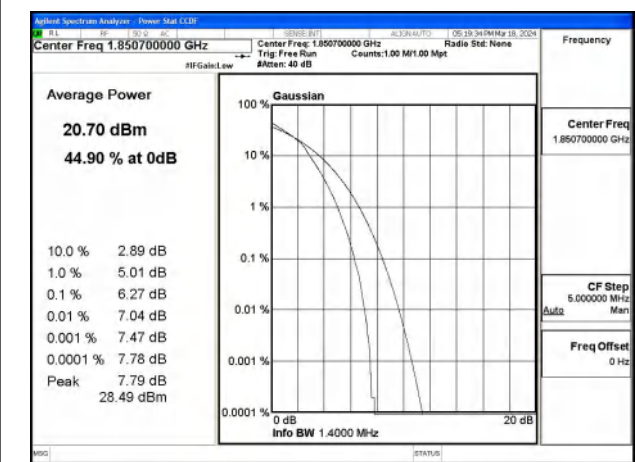 Agilent Spectrum Analyzer - Power Stat CCDF
RL RF 50 Ω AC SENSE:INT ALIGN AUTO 05:19:34 PM Mar 18, 2024
Center Freq 1.850700000 GHz
Center Freq: 1.850700000 GHz
Radio Std: None
Trig: Free Run Counts:1.00 M/1.00 Mpt
#IFGain:Low #Atten: 40 dB
Frequency
Average Power
20.70 dBm
44.90 % at 0dB
10.0 % 2.89 dB
1.0 % 5.01 dB
0.1 % 6.27 dB
0.01 % 7.04 dB
0.001 % 7.47 dB
0.0001 % 7.78 dB
Peak 7.79 dB
28.49 dBm
Gaussian
100 %
10 %
1 %
0.1 %
0.01 %
0.001 %
0.0001 %
0 dB 20 dB
Info BW 1.4000 MHz
Center Freq
1.850700000 GHz
CF Step
5.000000 MHz
Auto Man
Freq Offset
0 Hz
MSG STATUS